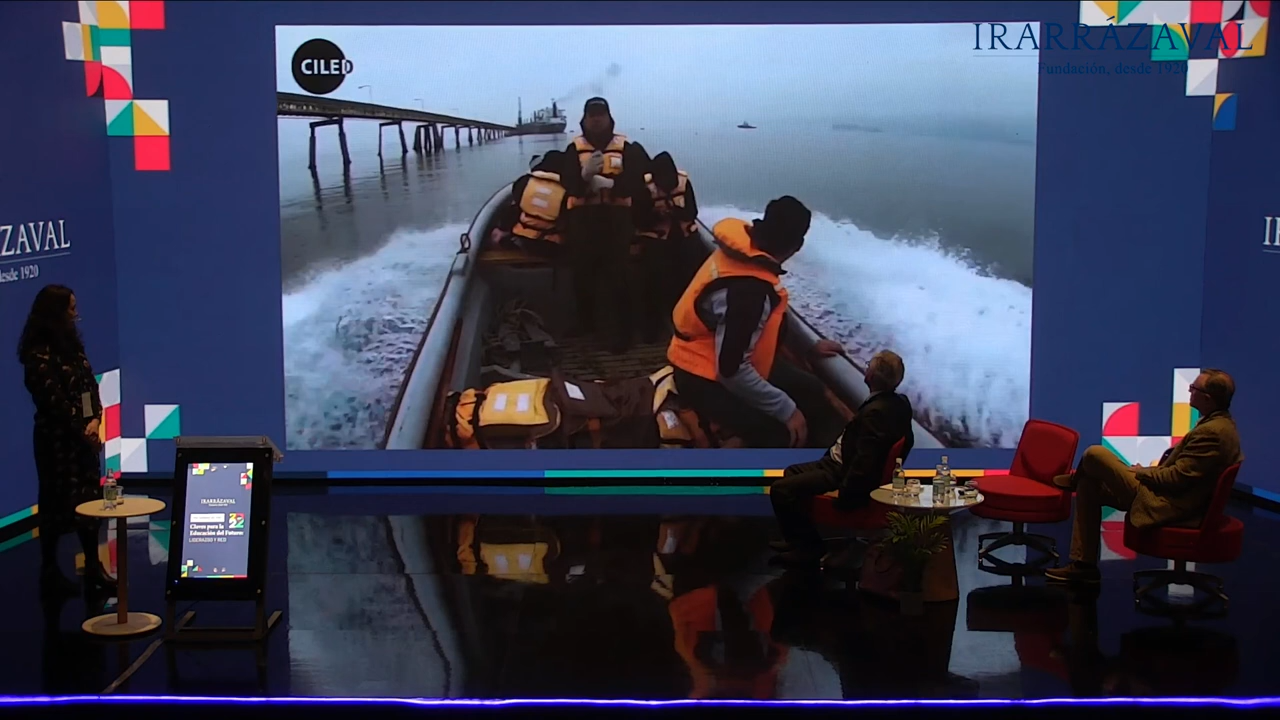 CILED
IRARRÁZAVAL
Fundación, desde 1920
ZAVAL
desde 1920
IRARRÁZAVAL
Claves para la
Educación del Futuro:
LIDERAZGO Y RED